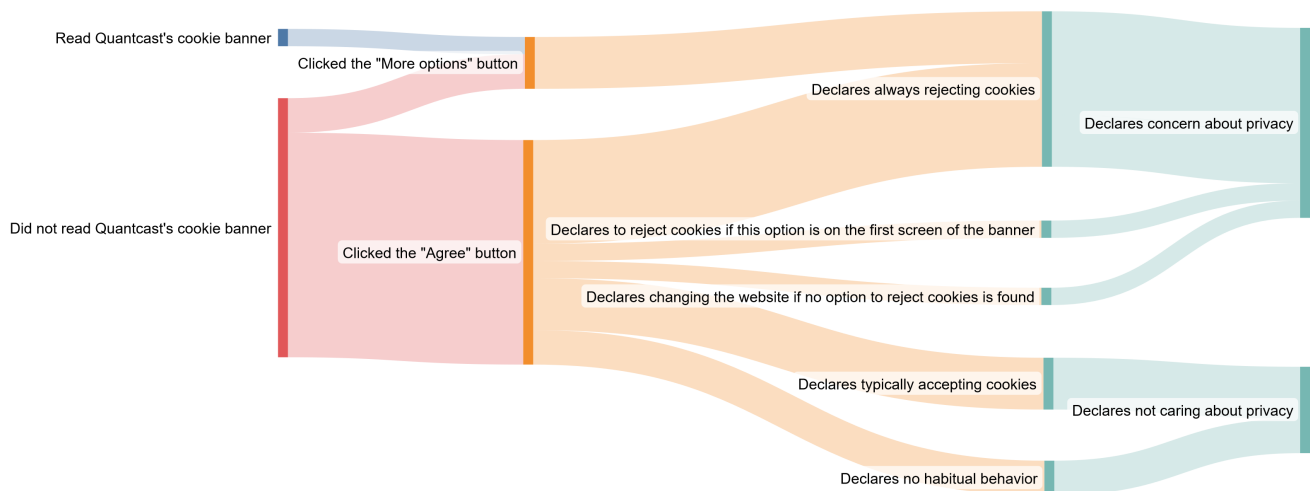 Read Quantcast's cookie banner
Clicked the "More options" button
Declares always rejecting cookies
Declares concern about privacy
Did not read Quantcast's cookie banner
Declares to reject cookies if this option is on the first screen of the banner
Clicked the "Agree" button
Declares changing the website if no option to reject cookies is found
Declares typically accepting cookies
Declares not caring about privacy
Declares no habitual behavior